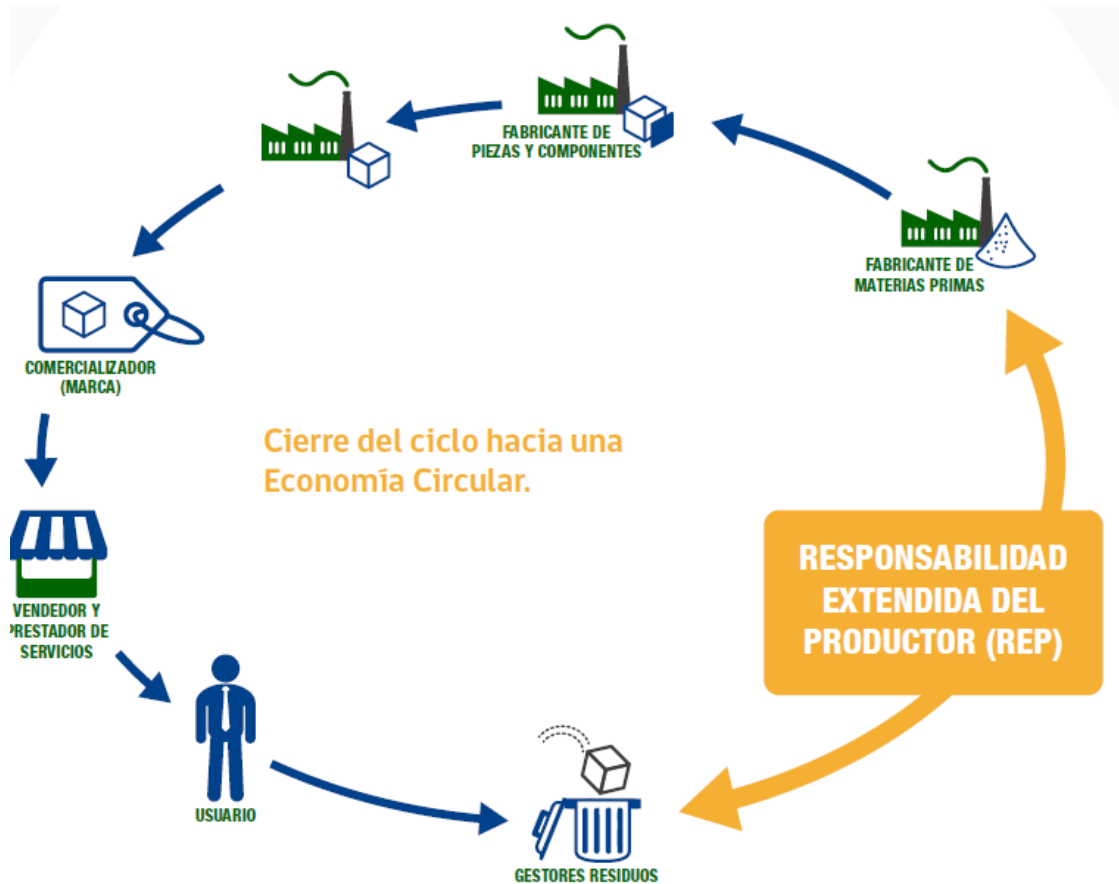 FABRICANTE DE
PIEZAS Y COMPONENTES
FABRICANTE DE
MATERIAS PRIMAS
COMERCIALIZADOR
(MARCA)
Cierre del ciclo hacia una
Economía Circular.
VENDEDOR Y
PRESTADOR DE
SERVICIOS
RESPONSABILIDAD
EXTENDIDA DEL
PRODUCTOR (REP)
USUARIO
GESTORES RESIDUOS